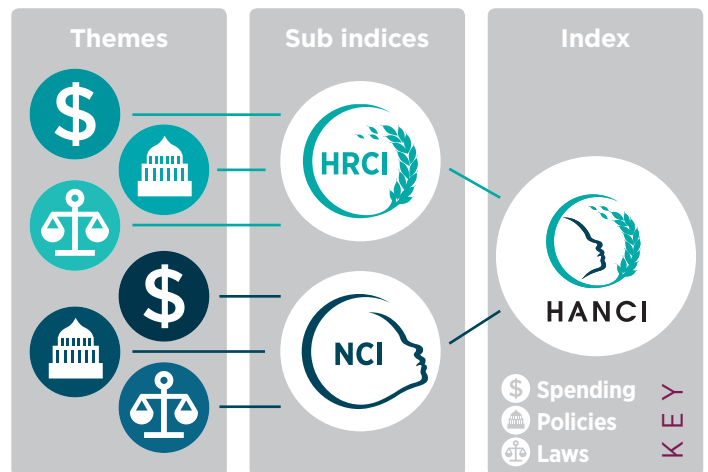 Themes
Sub indices
Index
$
HRCI
$
NCI
HANCI
$ Spending
Policies
Laws
KEY